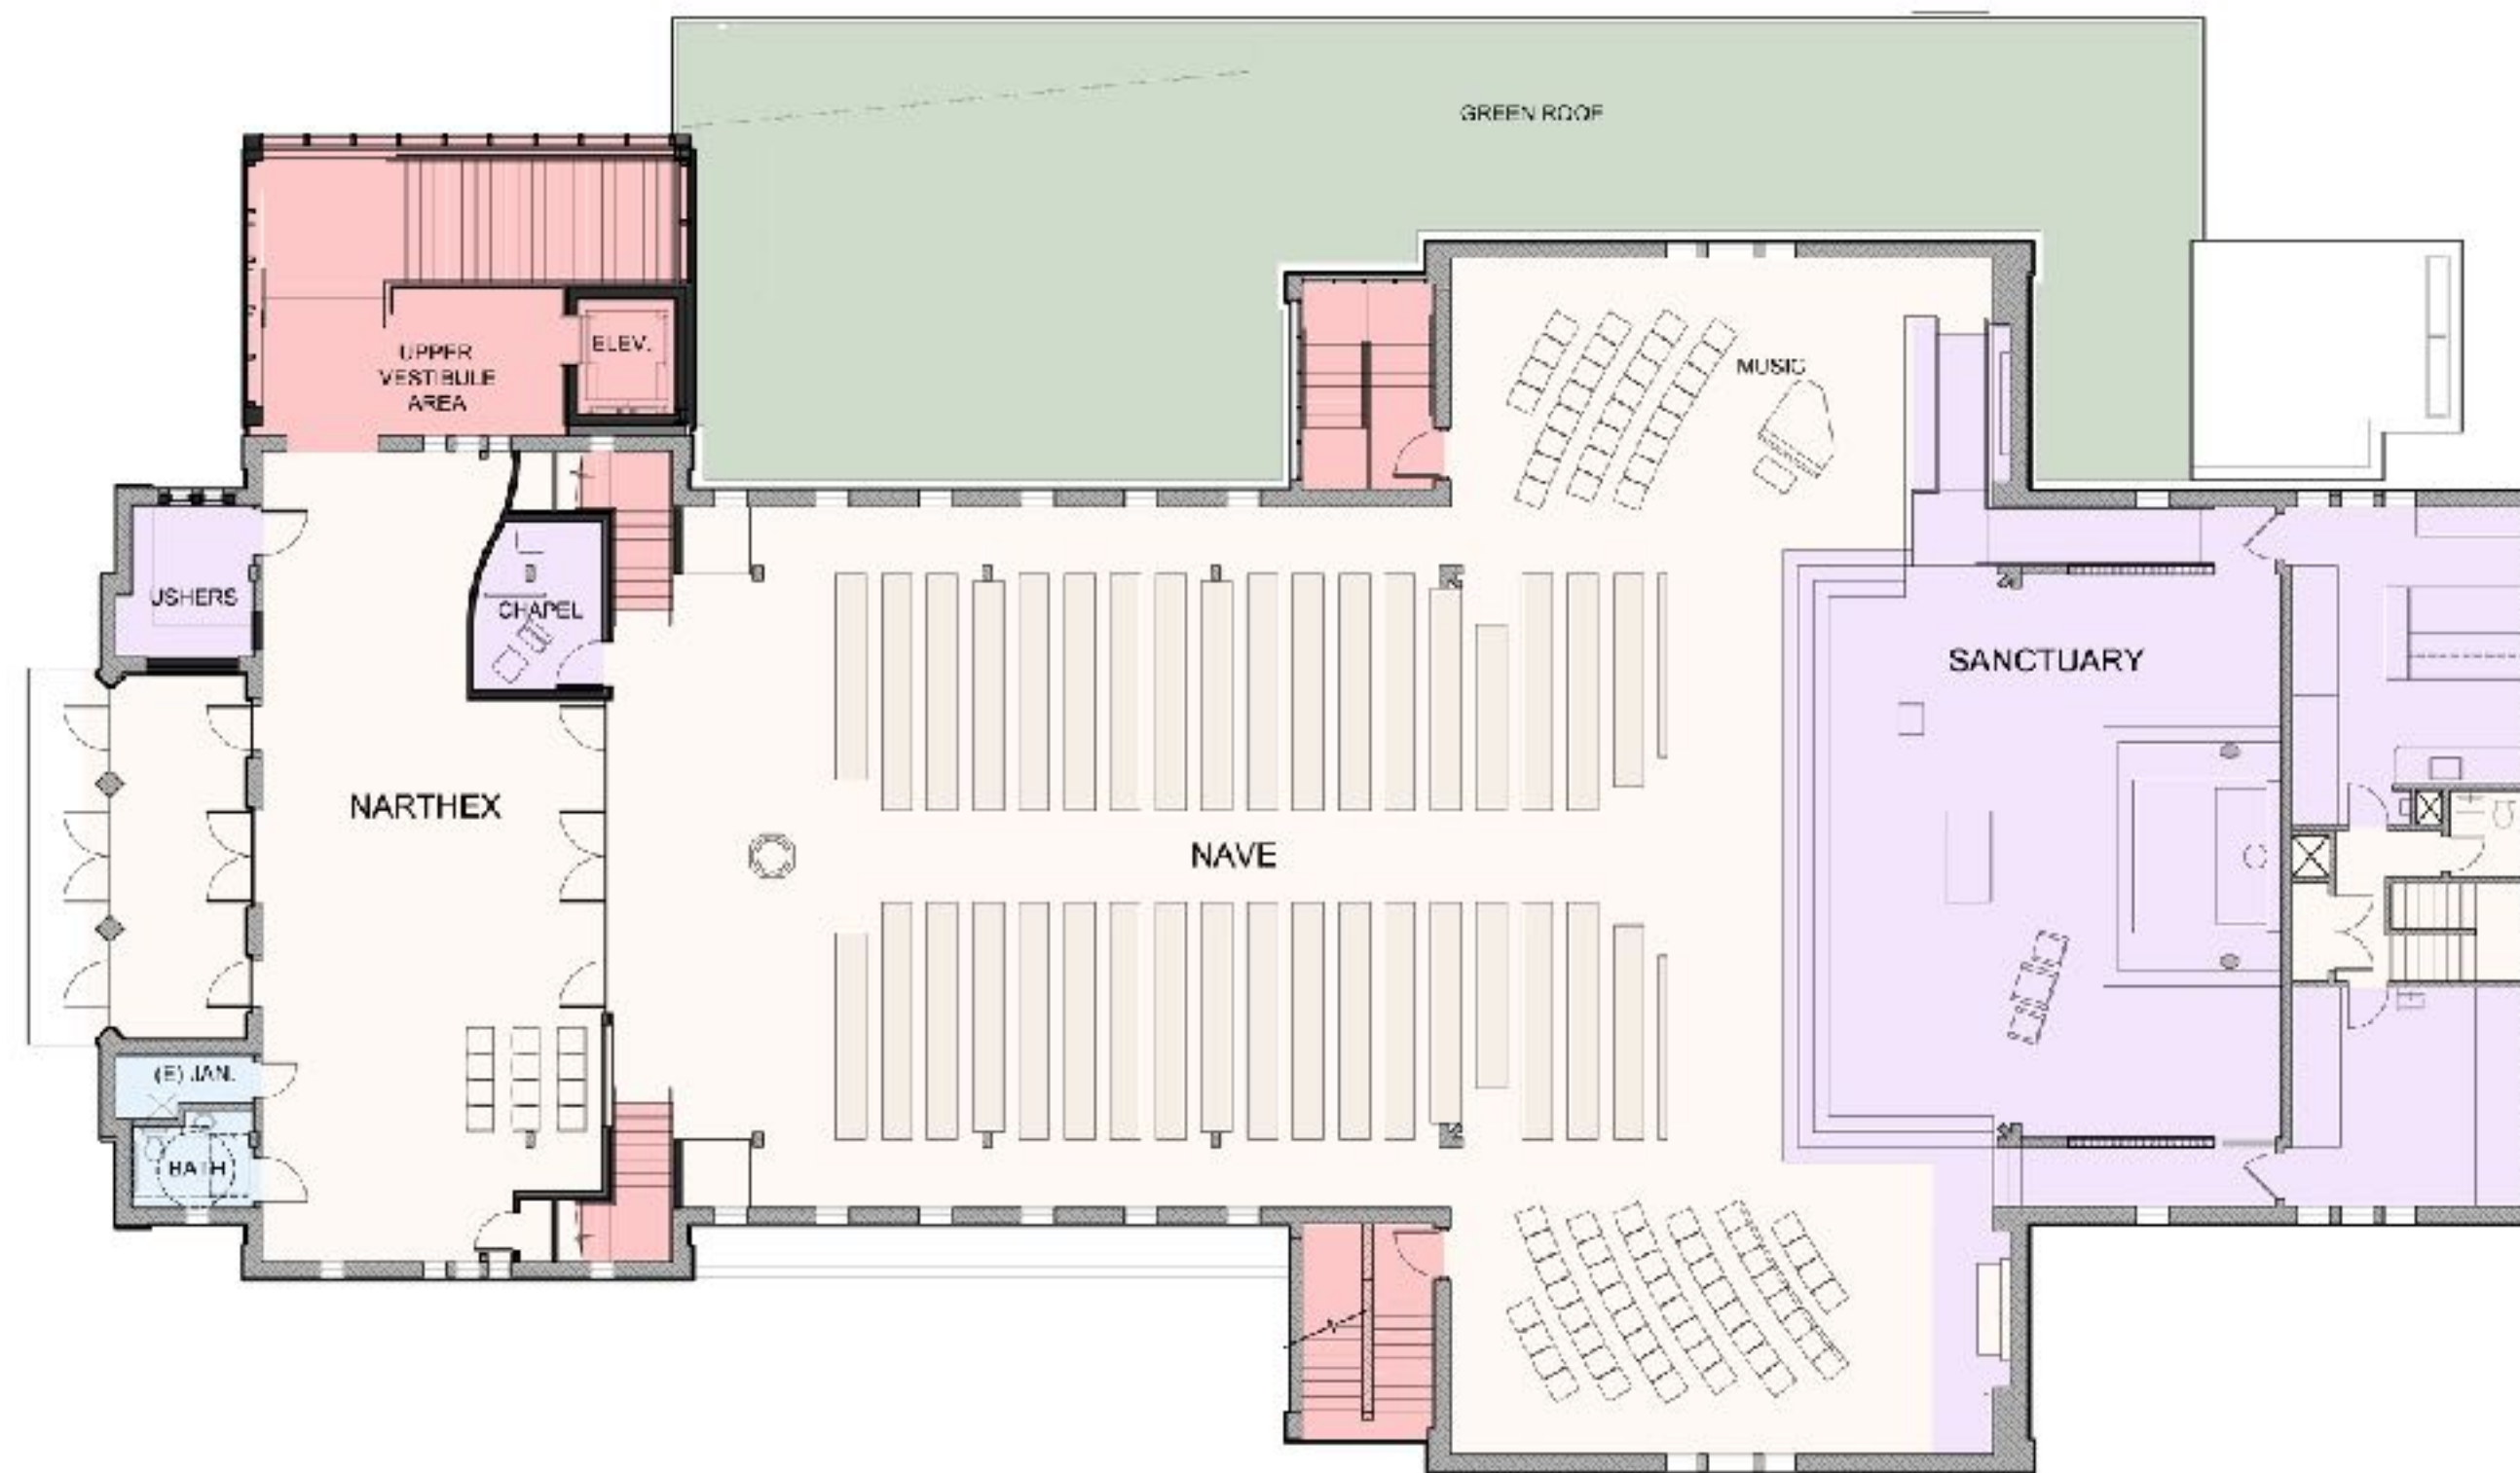 GREEN ROOF
ELEV.
UPPER
VESTIBULE
AREA
MUSIC
USHERS
CHAPEL
SANCTUARY
NARTHEX
NAVE
(E) JAN.
BATH